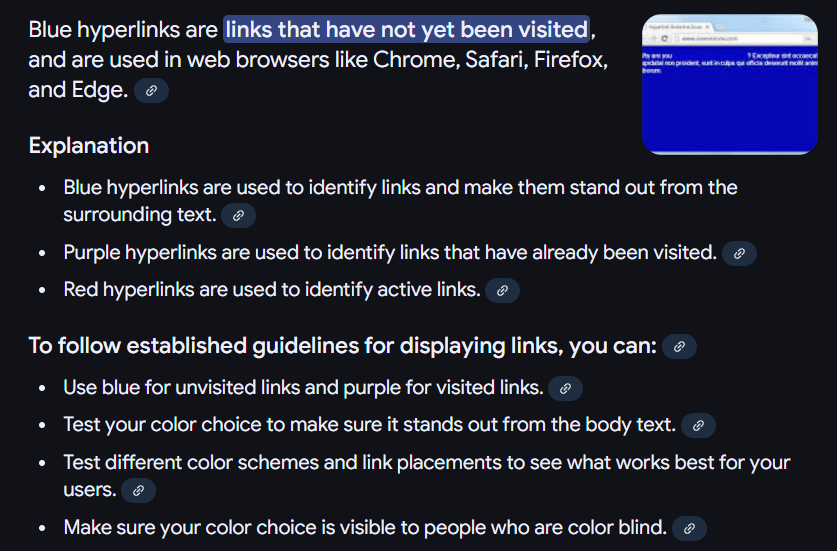 Blue hyperlinks are links that have not yet been visited,
and are used in web browsers like Chrome, Safari, Firefox,
and Edge.
Explanation
• Blue hyperlinks are used to identify links and make them stand out from the
surrounding text.
• Purple hyperlinks are used to identify links that have already been visited.
• Red hyperlinks are used to identify active links.
To follow established guidelines for displaying links, you can:
• Use blue for unvisited links and purple for visited links.
• Test your color choice to make sure it stands out from the body text.
• Test different color schemes and link placements to see what works best for your
users.
• Make sure your color choice is visible to people who are color blind.